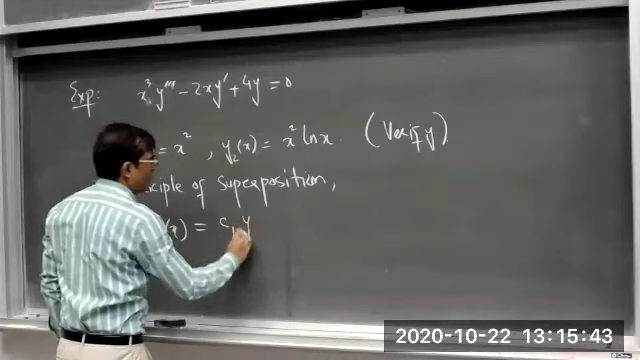 Exp: x³y''' - 2xy' + 4y = 0
= x², y₂(x) = x² ln x. (Verify)
ciple of superposition,
(x) = c₁y
2020-10-22 13:15:43